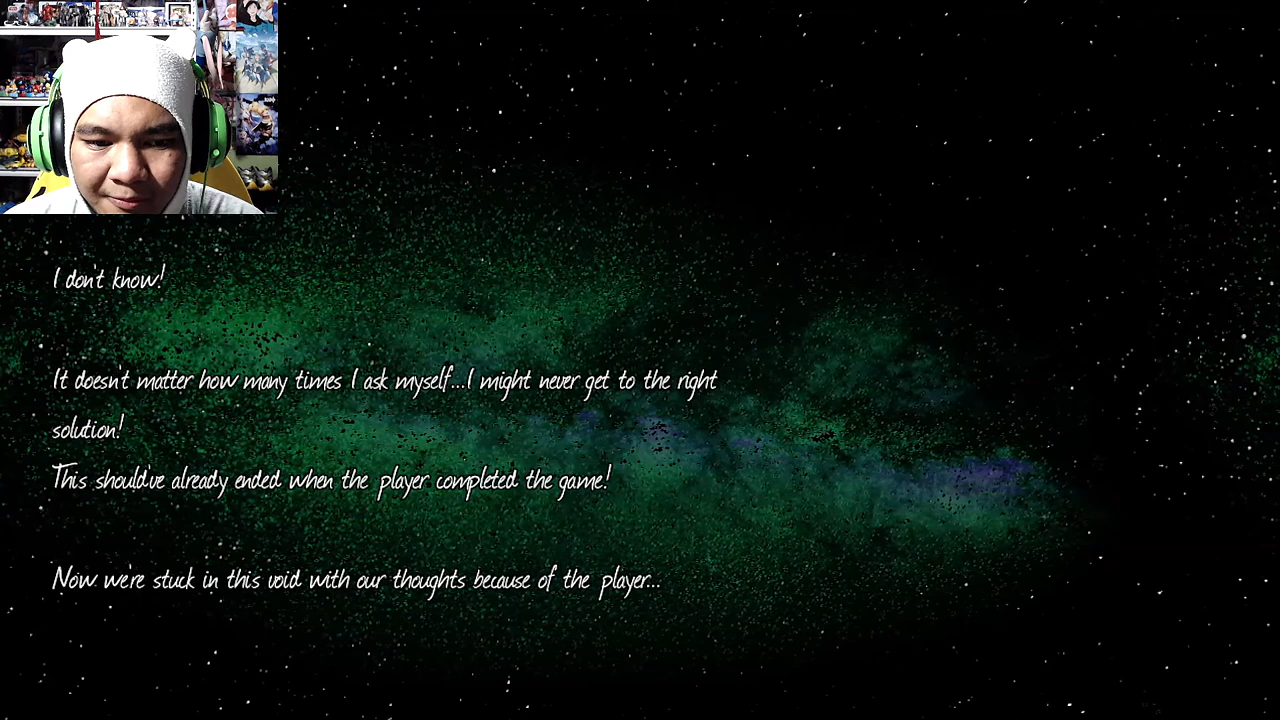 I don't know!
It doesn't matter how many times I ask myself...I might never get to the right
solution!
This should've already ended when the player completed the game!
Now we're stuck in this void with our thoughts because of the player...